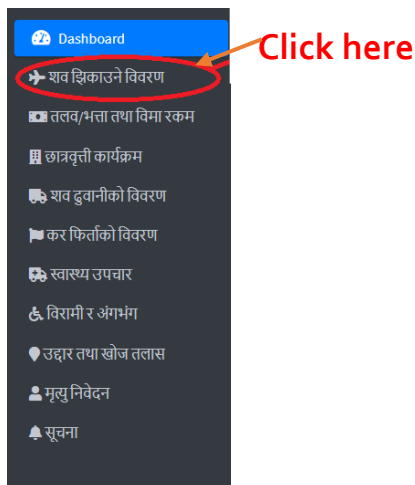 Dashboard
Click here
शव झिकाउने विवरण
तलव/भत्ता तथा विमा रकम
छात्रवृत्ती कार्यक्रम
शव ढुवानीको विवरण
कर फिर्ताको विवरण
स्वास्थ्य उपचार
विरामी र अंगभंग
उद्दार तथा खोज तलास
मृत्यु निवेदन
सूचना